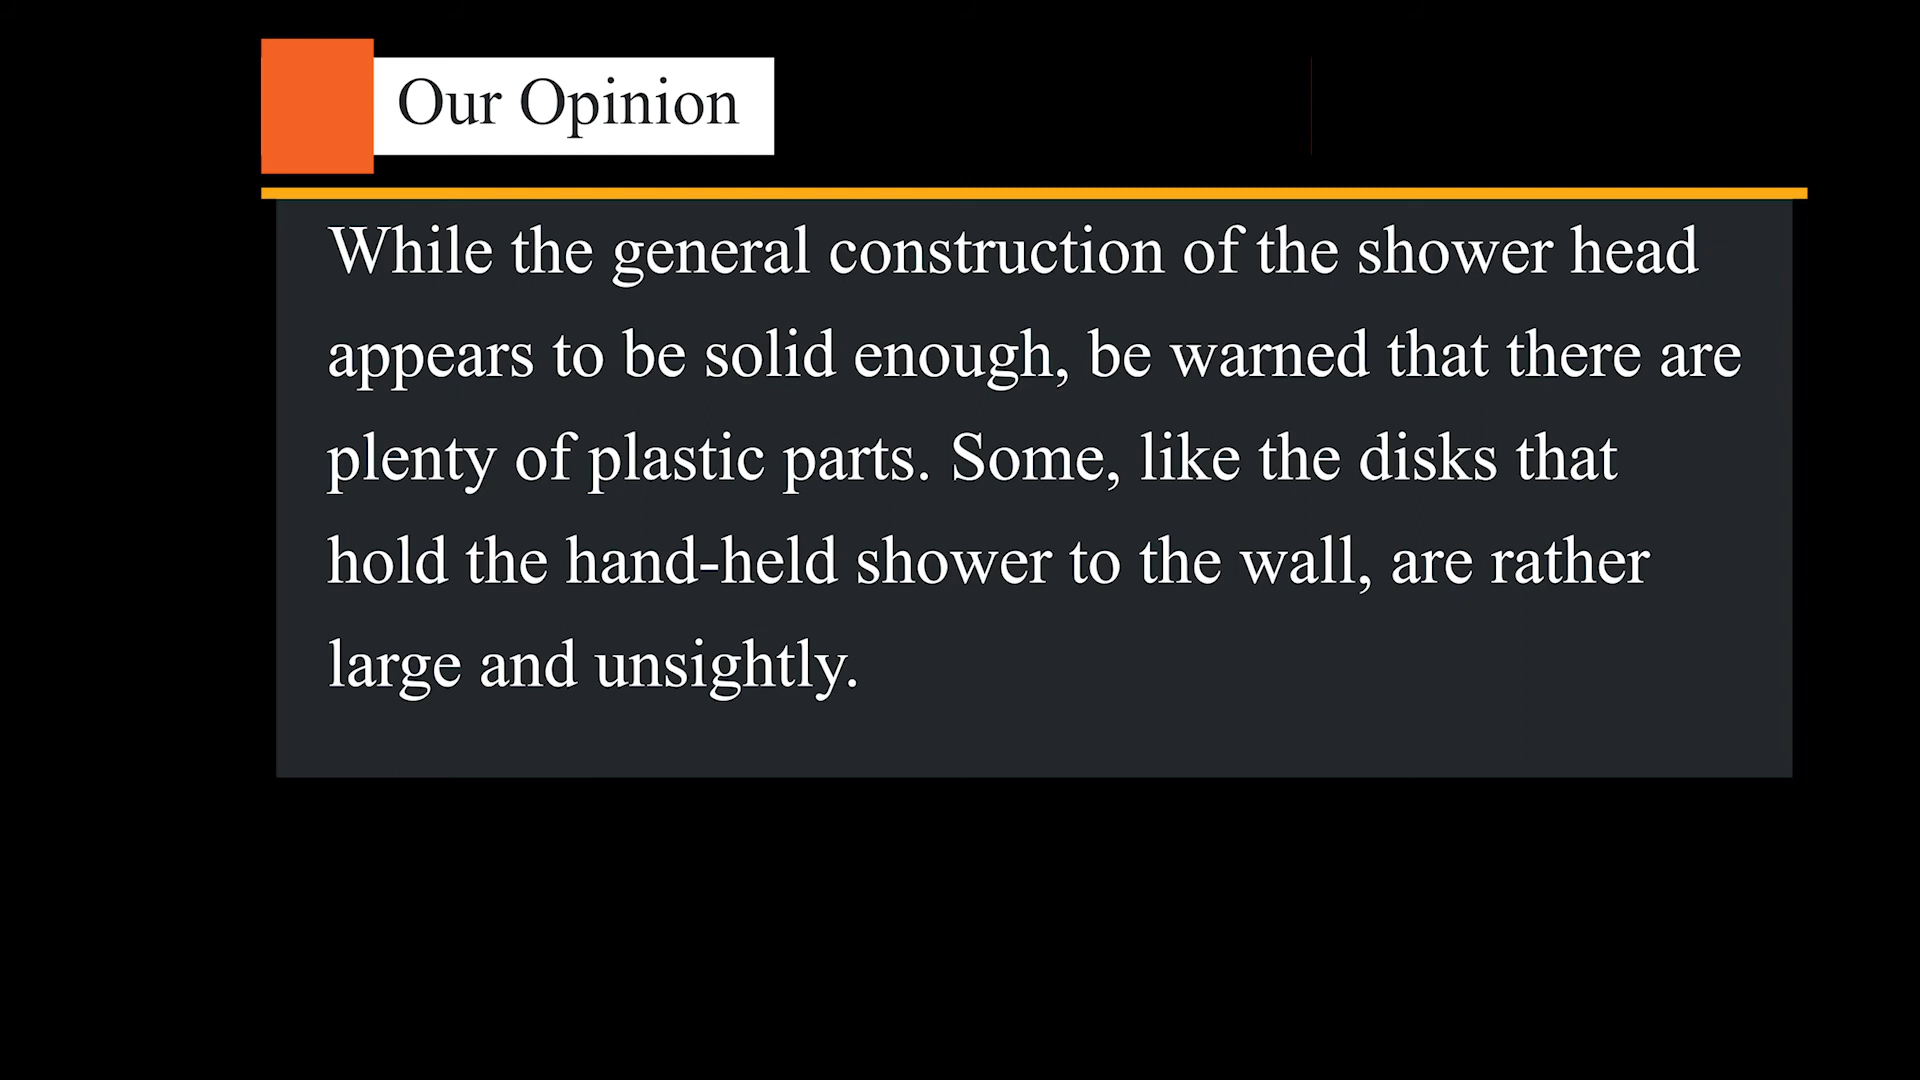 Our Opinion
While the general construction of the shower head
appears to be solid enough, be warned that there are
plenty of plastic parts. Some, like the disks that
hold the hand-held shower to the wall, are rather
large and unsightly.